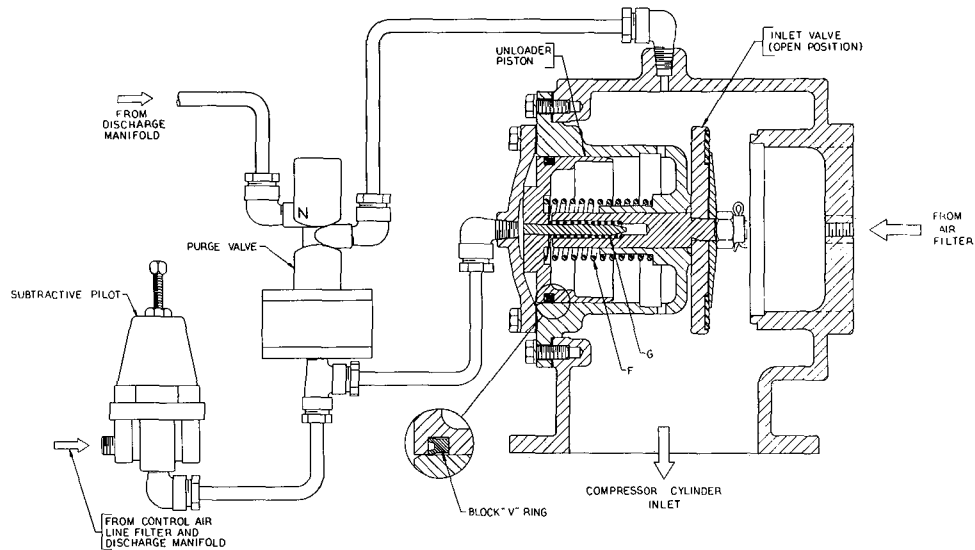 INLET VALVE
(OPEN POSITION)
UNLOADER
PISTON
FROM
DISCHARGE
MANIFOLD
N
PURGE VALVE
FROM
AIR
FILTER
SUBTRACTIVE PILOT
G
F
BLOCK "V" RING
COMPRESSOR CYLINDER
INLET
FROM CONTROL AIR
LINE FILTER AND
DISCHARGE MANIFOLD